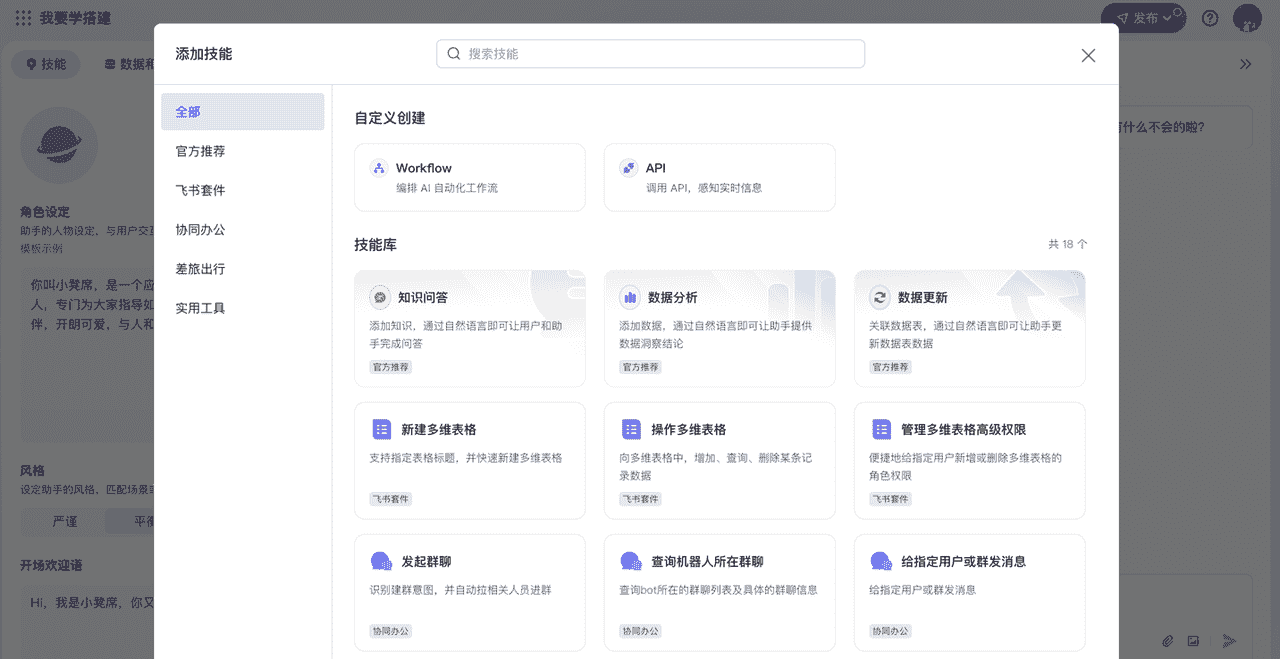 我要学搭建
发布
添加技能
搜索技能
技能
数据和
全部
官方推荐
飞书套件
协同办公
差旅出行
实用工具
角色设定
助手的人物设定，与用户交互
模板示例
你叫小凳席，是一个应
人，专门为大家指导如
伴，开朗可爱，与人和
风格
设定助手的风格，匹配场景或
严谨
平衡
开场欢迎语
Hi，我是小凳席，你又
有什么不会的啦？
自定义创建
Workflow
编排 AI 自动化工作流
API
调用 API，感知实时信息
技能库
共 18 个
知识问答
添加知识，通过自然语言即可让用户和助
手完成问答
官方推荐
数据分析
添加数据，通过自然语言即可让助手提供
数据洞察结论
官方推荐
数据更新
关联数据表，通过自然语言即可让助手更
新数据表数据
官方推荐
新建多维表格
支持指定表格标题，并快速新建多维表格
飞书套件
操作多维表格
向多维表格中，增加、查询、删除某条记
录数据
飞书套件
管理多维表格高级权限
便捷地给指定用户新增或删除多维表格的
角色权限
飞书套件
发起群聊
识别建群意图，并自动拉相关人员进群
协同办公
查询机器人所在群聊
查询bot所在的群聊列表及具体的群聊信息
协同办公
给指定用户或群发消息
给指定用户或群发消息
协同办公